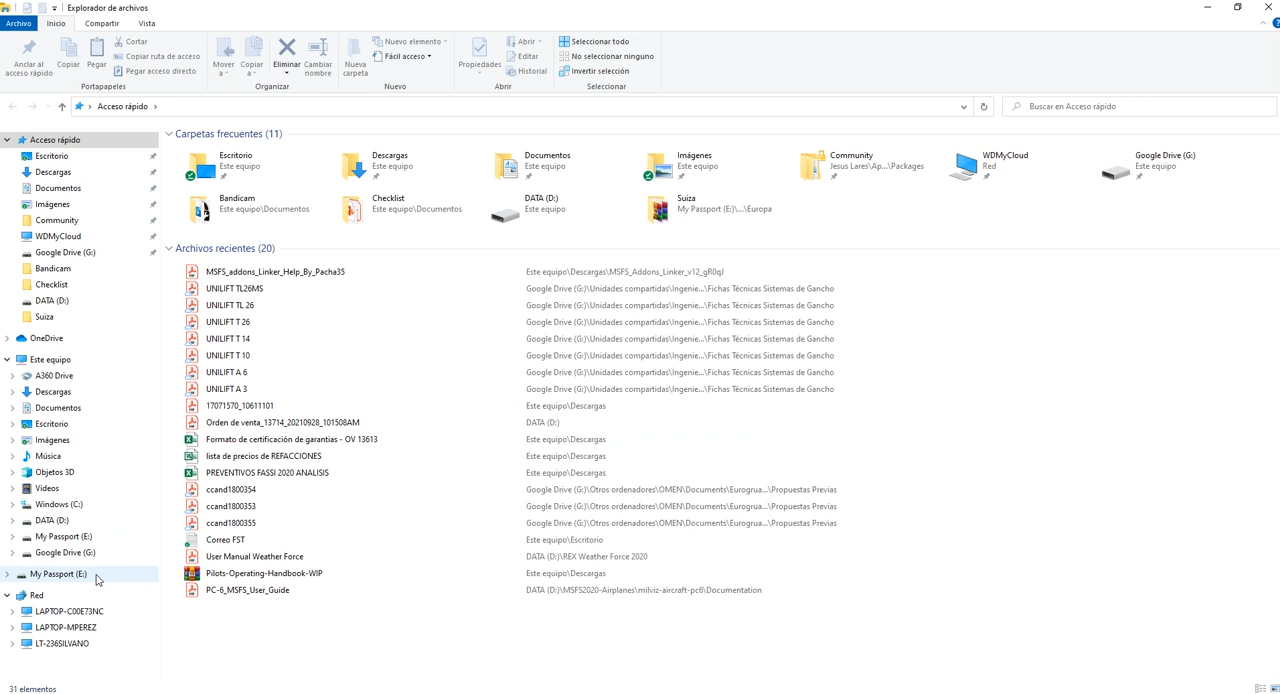 Explorador de archivos
Archivo Inicio Compartir Vista
Anclar al acceso rápido
Copiar
Pegar
Cortar
Copiar ruta de acceso
Pegar acceso directo
Portapapeles
Mover a
Copiar a
Eliminar
Cambiar nombre
Organizar
Nueva carpeta
Nuevo elemento
Fácil acceso
Nuevo
Propiedades
Abrir
Editar
Historial
Abrir
Seleccionar todo
No seleccionar ninguno
Invertir selección
Seleccionar
Acceso rápido
Buscar en Acceso rápido
Acceso rápido
Escritorio
Descargas
Documentos
Imágenes
Community
WDMyCloud
Google Drive (G:)
Bandicam
Checklist
DATA (D:)
Suiza
OneDrive
Este equipo
A360 Drive
Descargas
Documentos
Escritorio
Imágenes
Música
Objetos 3D
Videos
Windows (C:)
DATA (D:)
My Passport (E:)
Google Drive (G:)
My Passport (E:)
Red
LAPTOP-C00E73NC
LAPTOP-MPEREZ
LT-236SILVANO
Carpetas frecuentes (11)
Escritorio
Este equipo
Descargas
Este equipo
Documentos
Este equipo
Imágenes
Este equipo
Community
Jesus Lares\Ap...\Packages
WDMyCloud
Red
Google Drive (G:)
Este equipo
Bandicam
Este equipo\Documentos
Checklist
Este equipo\Documentos
DATA (D:)
Este equipo
Suiza
My Passport (E:)\...\Europa
Archivos recientes (20)
MSFS_addons_Linker_Help_By_Pacha35 Este equipo\Descargas\MSFS_Addons_Linker_v12_gR0ql
UNILIFT TL26MS Google Drive (G:)\Unidades compartidas\Ingenie...\Fichas Técnicas Sistemas de Gancho
UNILIFT TL 26 Google Drive (G:)\Unidades compartidas\Ingenie...\Fichas Técnicas Sistemas de Gancho
UNILIFT T 26 Google Drive (G:)\Unidades compartidas\Ingenie...\Fichas Técnicas Sistemas de Gancho
UNILIFT T 14 Google Drive (G:)\Unidades compartidas\Ingenie...\Fichas Técnicas Sistemas de Gancho
UNILIFT T 10 Google Drive (G:)\Unidades compartidas\Ingenie...\Fichas Técnicas Sistemas de Gancho
UNILIFT A 6 Google Drive (G:)\Unidades compartidas\Ingenie...\Fichas Técnicas Sistemas de Gancho
UNILIFT A 3 Google Drive (G:)\Unidades compartidas\Ingenie...\Fichas Técnicas Sistemas de Gancho
17071570_10611101 Este equipo\Descargas
Orden de venta_13714_20210928_101508AM DATA (D:)
Formato de certificación de garantias - OV 13613 Este equipo\Descargas
lista de precios de REFACCIONES Este equipo\Descargas
PREVENTIVOS FASSI 2020 ANALISIS Este equipo\Descargas
ccand1800354 Google Drive (G:)\Otros ordenadores\OMEN\Documents\Eurogrua...\Propuestas Previas
ccand1800353 Google Drive (G:)\Otros ordenadores\OMEN\Documents\Eurogrua...\Propuestas Previas
ccand1800355 Google Drive (G:)\Otros ordenadores\OMEN\Documents\Eurogrua...\Propuestas Previas
Correo FST Este equipo\Escritorio
User Manual Weather Force DATA (D:)\REX Weather Force 2020
Pilots-Operating-Handbook-WIP Este equipo\Descargas
PC-6_MSFS_User_Guide DATA (D:)\MSFS2020-Airplanes\milviz-aircraft-pc6\Documentation
31 elementos